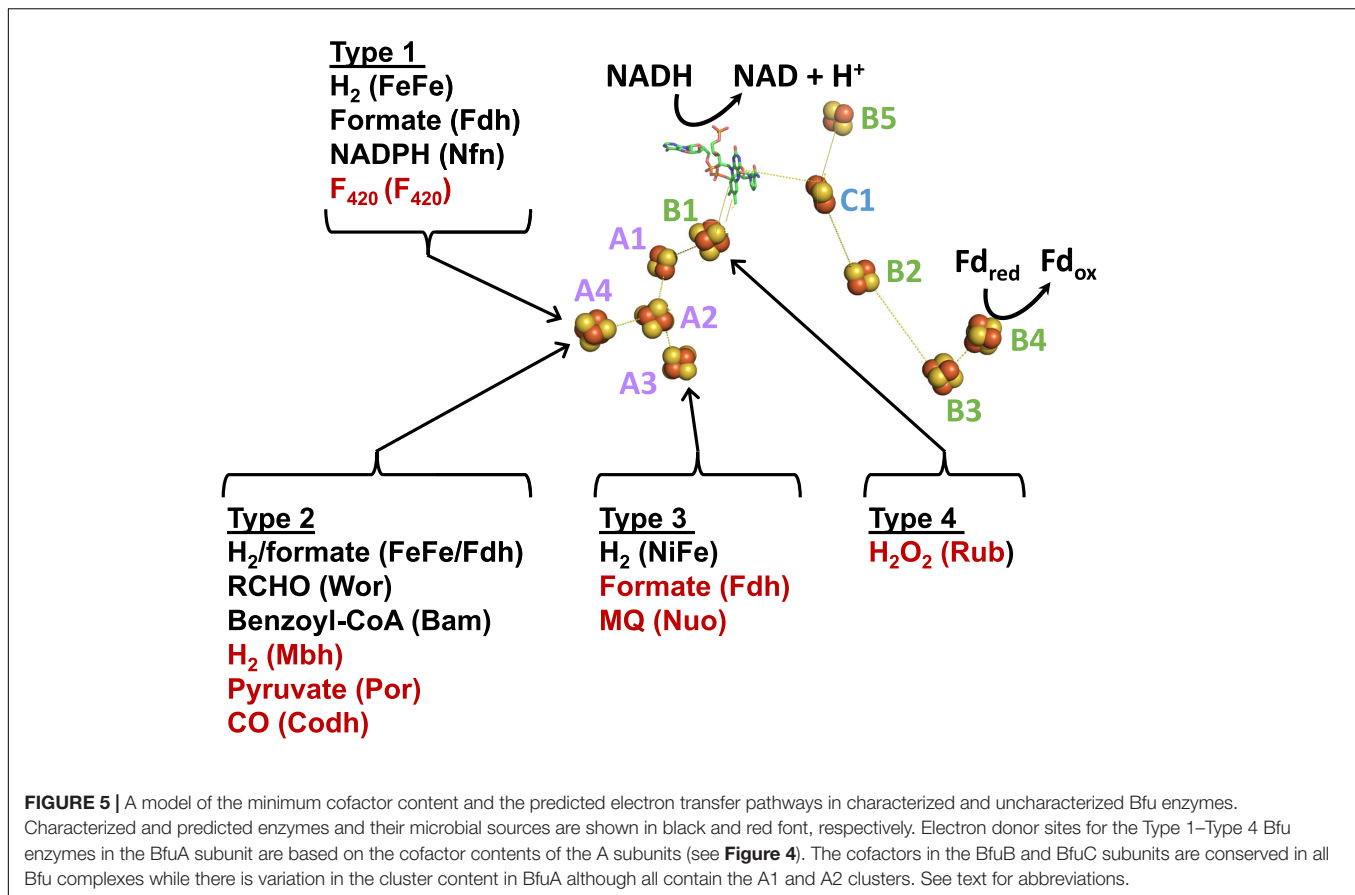 Type 1
H₂ (FeFe)
Formate (Fdh)
NADPH (Nfn)
F₄₂₀ (F₄₂₀)
NADH NAD + H⁺
B5
C1
B1
A1
B2
Fd_red Fd_ox
A4
A2
B4
A3
B3
Type 2
H₂/formate (FeFe/Fdh)
RCHO (Wor)
Benzoyl-CoA (Bam)
H₂ (Mbh)
Pyruvate (Por)
CO (Codh)
Type 3
H₂ (NiFe)
Formate (Fdh)
MQ (Nuo)
Type 4
H₂O₂ (Rub)
FIGURE 5 | A model of the minimum cofactor content and the predicted electron transfer pathways in characterized and uncharacterized Bfu enzymes.
Characterized and predicted enzymes and their microbial sources are shown in black and red font, respectively. Electron donor sites for the Type 1–Type 4 Bfu
enzymes in the BfuA subunit are based on the cofactor contents of the A subunits (see Figure 4). The cofactors in the BfuB and BfuC subunits are conserved in all
Bfu complexes while there is variation in the cluster content in BfuA although all contain the A1 and A2 clusters. See text for abbreviations.